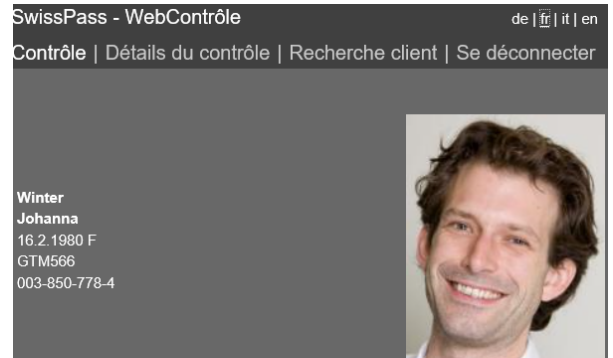 SwissPass - WebContrôle
de | fr | it | en
Contrôle | Détails du contrôle | Recherche client | Se déconnecter
Winter
Johanna
16.2.1980 F
GTM566
003-850-778-4